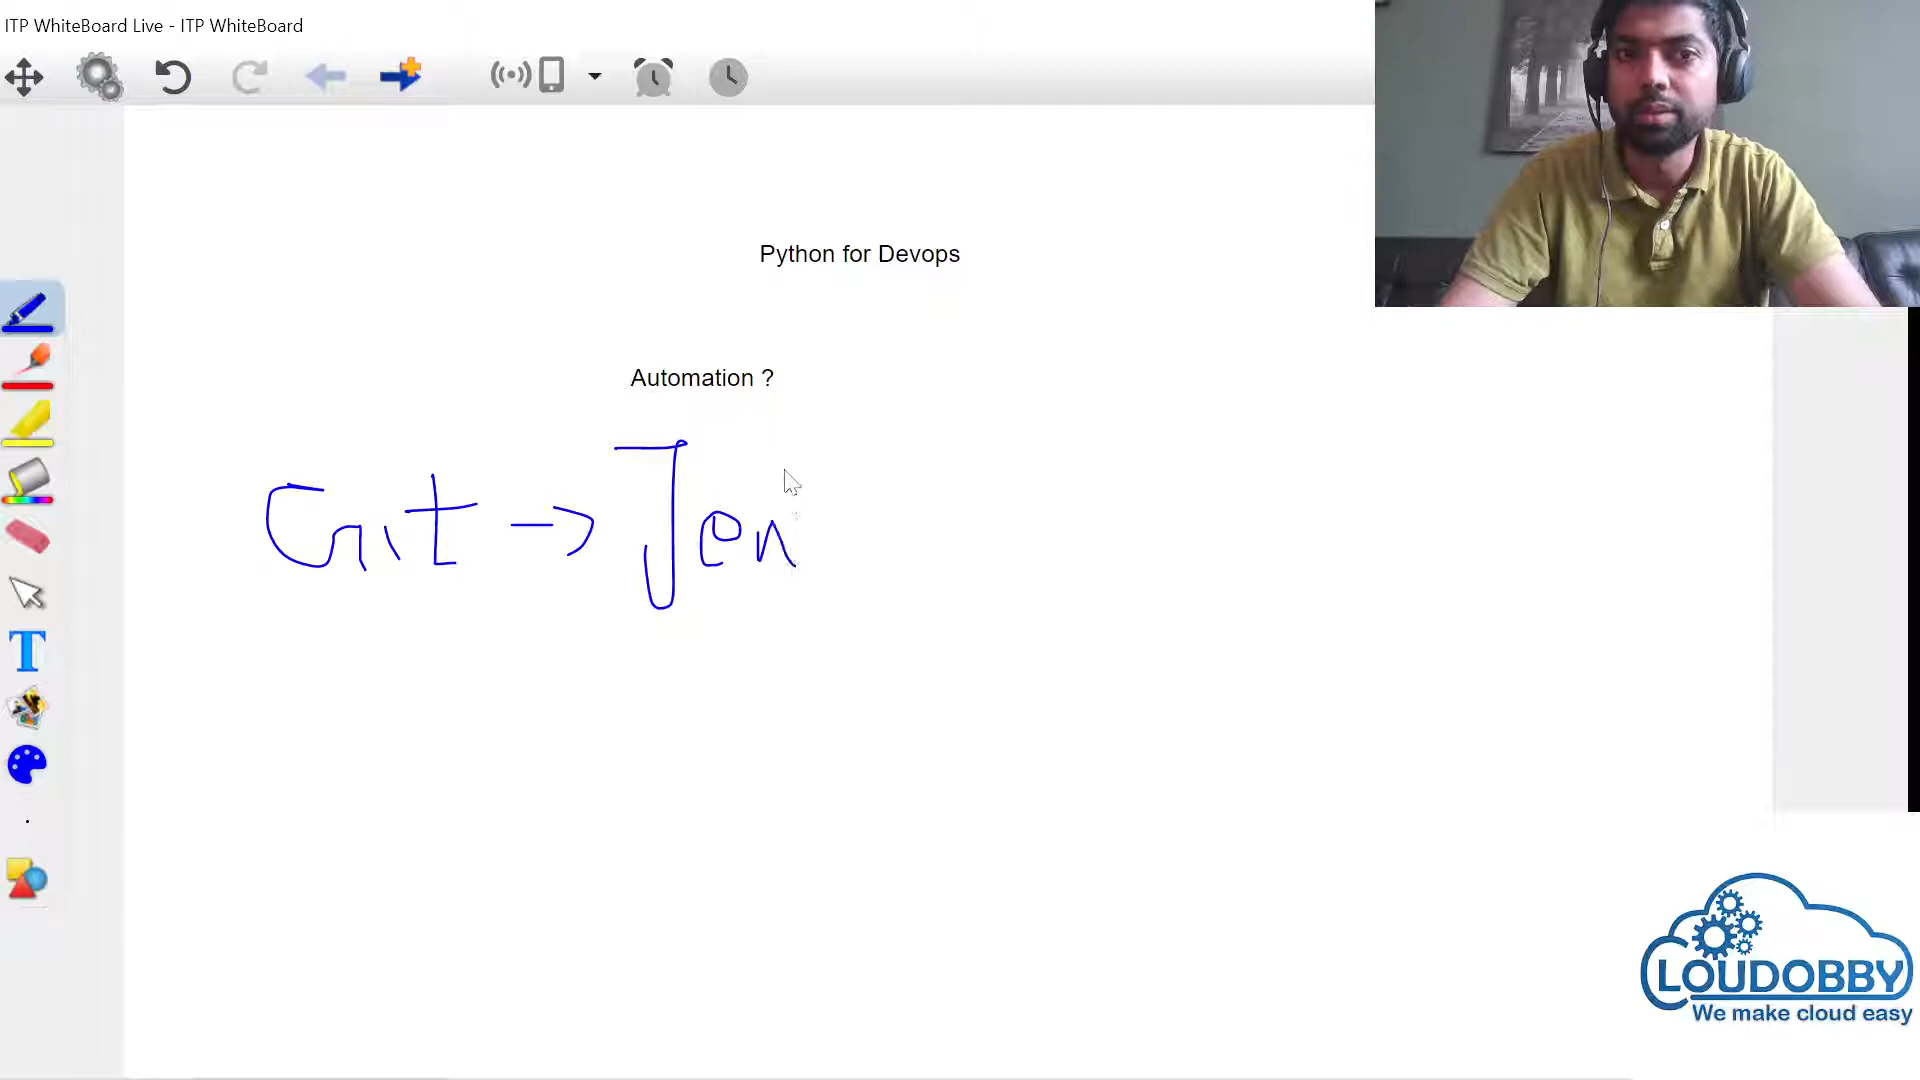 ITP WhiteBoard Live - ITP WhiteBoard
Python for Devops
Automation ?
Git → Jen
T
LOUDOBBY
We make cloud easy